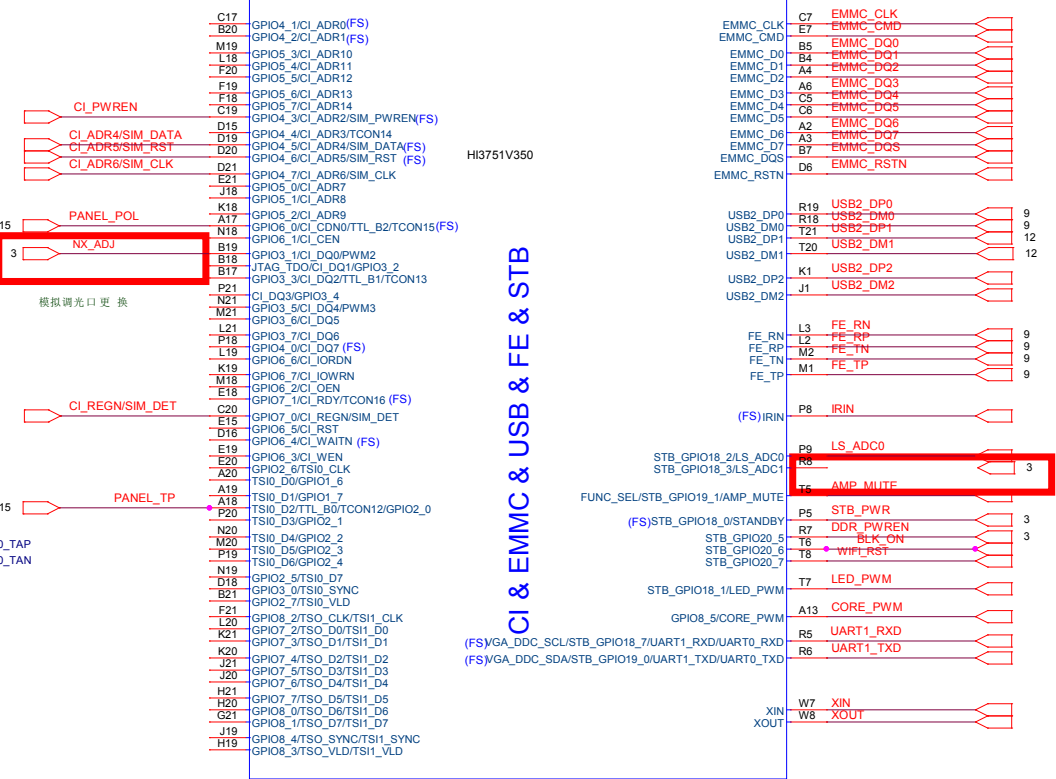 C17 GPIO4_1/CI_ADR0(FS)
B20 GPIO4_2/CI_ADR1(FS)
M19 GPIO5_3/CI_ADR10
L18 GPIO5_4/CI_ADR11
F20 GPIO5_5/CI_ADR12
F19 GPIO5_6/CI_ADR13
F18 GPIO5_7/CI_ADR14
CI_PWREN C19 GPIO4_3/CI_ADR2/SIM_PWREN(FS)
D15 GPIO4_4/CI_ADR3/TCON14
CI_ADR4/SIM_DATA D19 GPIO4_5/CI_ADR4/SIM_DATA(FS)
CI_ADR5/SIM_RST D20 GPIO4_6/CI_ADR5/SIM_RST (FS)
CI_ADR6/SIM_CLK D21 GPIO4_7/CI_ADR6/SIM_CLK
E21 GPIO5_0/CI_ADR7
J18 GPIO5_1/CI_ADR8
K18 GPIO5_2/CI_ADR9
15 PANEL_POL A17 GPIO6_0/CI_CDN0/TTL_B2/TCON15(FS)
N18 GPIO6_1/CI_CEN
3 NX_ADJ B19 GPIO3_1/CI_DQ0/PWM2
B18 JTAG_TDO/CI_DQ1/GPIO3_2
B17 GPIO3_3/CI_DQ2/TTL_B1/TCON13
模拟调光口更 换
P21 CI_DQ3/GPIO3_4
N21 GPIO3_5/CI_DQ4/PWM3
M21 GPIO3_6/CI_DQ5
L21 GPIO3_7/CI_DQ6
P18 GPIO4_0/CI_DQ7 (FS)
L19 GPIO6_6/CI_IORDN
K19 GPIO6_7/CI_IOWRN
M18 GPIO6_2/CI_OEN
E18 GPIO7_1/CI_RDY/TCON16 (FS)
CI_REGN/SIM_DET C20 GPIO7_0/CI_REGN/SIM_DET
E15 GPIO6_5/CI_RST
D16 GPIO6_4/CI_WAITN (FS)
E19 GPIO6_3/CI_WEN
E20 GPIO2_6/TSI0_CLK
A20 TSI0_D0/GPIO1_6
A19 TSI0_D1/GPIO1_7
15 PANEL_TP A18 TSI0_D2/TTL_B0/TCON12/GPIO2_0
P20 TSI0_D3/GPIO2_1
N20 TSI0_D4/GPIO2_2
0_TAP M20 TSI0_D5/GPIO2_3
0_TAN P19 TSI0_D6/GPIO2_4
N19 GPIO2_5/TSI0_D7
D18 GPIO3_0/TSI0_SYNC
B21 GPIO2_7/TSI0_VLD
F21 GPIO8_2/TSO_CLK/TSI1_CLK
L20 GPIO7_2/TSO_D0/TSI1_D0
K21 GPIO7_3/TSO_D1/TSI1_D1
K20 GPIO7_4/TSO_D2/TSI1_D2
J21 GPIO7_5/TSO_D3/TSI1_D3
J20 GPIO7_6/TSO_D4/TSI1_D4
H21 GPIO7_7/TSO_D5/TSI1_D5
H20 GPIO8_0/TSO_D6/TSI1_D6
G21 GPIO8_1/TSO_D7/TSI1_D7
J19 GPIO8_4/TSO_SYNC/TSI1_SYNC
H19 GPIO8_3/TSO_VLD/TSI1_VLD
HI3751V350
CI & EMMC & USB & FE & STB
EMMC_CLK C7 EMMC_CLK
EMMC_CMD E7 EMMC_CMD
EMMC_D0 B5 EMMC_DQ0
EMMC_D1 B4 EMMC_DQ1
EMMC_D2 A4 EMMC_DQ2
EMMC_D3 A6 EMMC_DQ3
EMMC_D4 C5 EMMC_DQ4
EMMC_D5 C6 EMMC_DQ5
EMMC_D6 A2 EMMC_DQ6
EMMC_D7 A3 EMMC_DQ7
EMMC_DQS B7 EMMC_DQS
EMMC_RSTN D6 EMMC_RSTN
USB2_DP0 R19 USB2_DP0 9
USB2_DM0 R18 USB2_DM0 9
USB2_DP1 T21 USB2_DP1 12
USB2_DM1 T20 USB2_DM1 12
USB2_DP2 K1 USB2_DP2
USB2_DM2 J1 USB2_DM2
FE_RN L3 FE_RN 9
FE_RP L2 FE_RP 9
FE_TN M2 FE_TN 9
FE_TP M1 FE_TP 9
(FS)IRIN P8 IRIN
STB_GPIO18_2/LS_ADC0 P9 LS_ADC0
STB_GPIO18_3/LS_ADC1 R8 3
FUNC_SEL/STB_GPIO19_1/AMP_MUTE T5 AMP_MUTE
(FS)STB_GPIO18_0/STANDBY P5 STB_PWR 3
STB_GPIO20_5 R7 DDR_PWREN 3
STB_GPIO20_6 T6 BLK_ON
STB_GPIO20_7 T8 WIFI_RST
STB_GPIO18_1/LED_PWM T7 LED_PWM
GPIO8_5/CORE_PWM A13 CORE_PWM
(FS)VGA_DDC_SCL/STB_GPIO18_7/UART1_RXD/UART0_RXD R5 UART1_RXD
(FS)VGA_DDC_SDA/STB_GPIO19_0/UART1_TXD/UART0_TXD R6 UART1_TXD
XIN W7 XIN
XOUT W8 XOUT